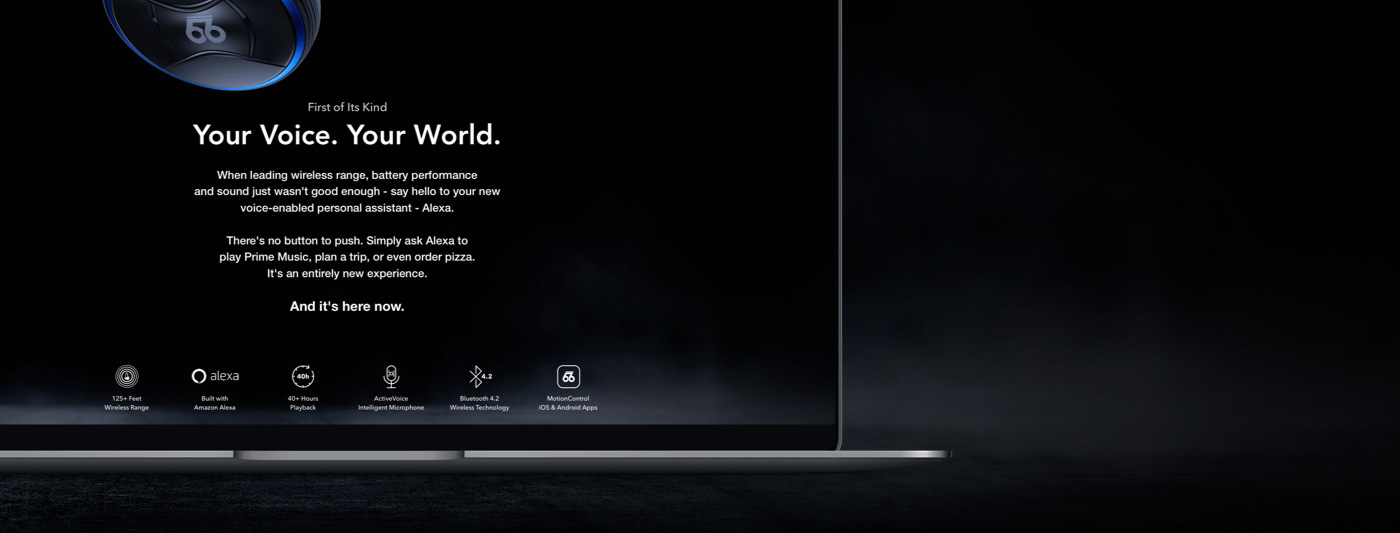 First of Its Kind
Your Voice. Your World.
When leading wireless range, battery performance
and sound just wasn't good enough - say hello to your new
voice-enabled personal assistant - Alexa.
There's no button to push. Simply ask Alexa to
play Prime Music, plan a trip, or even order pizza.
It's an entirely new experience.
And it's here now.
125+ Feet
Wireless Range
alexa
Built with
Amazon Alexa
40h
40+ Hours
Playback
ActiveVoice
Intelligent Microphone
4.2
Bluetooth 4.2
Wireless Technology
MotionControl
iOS & Android Apps